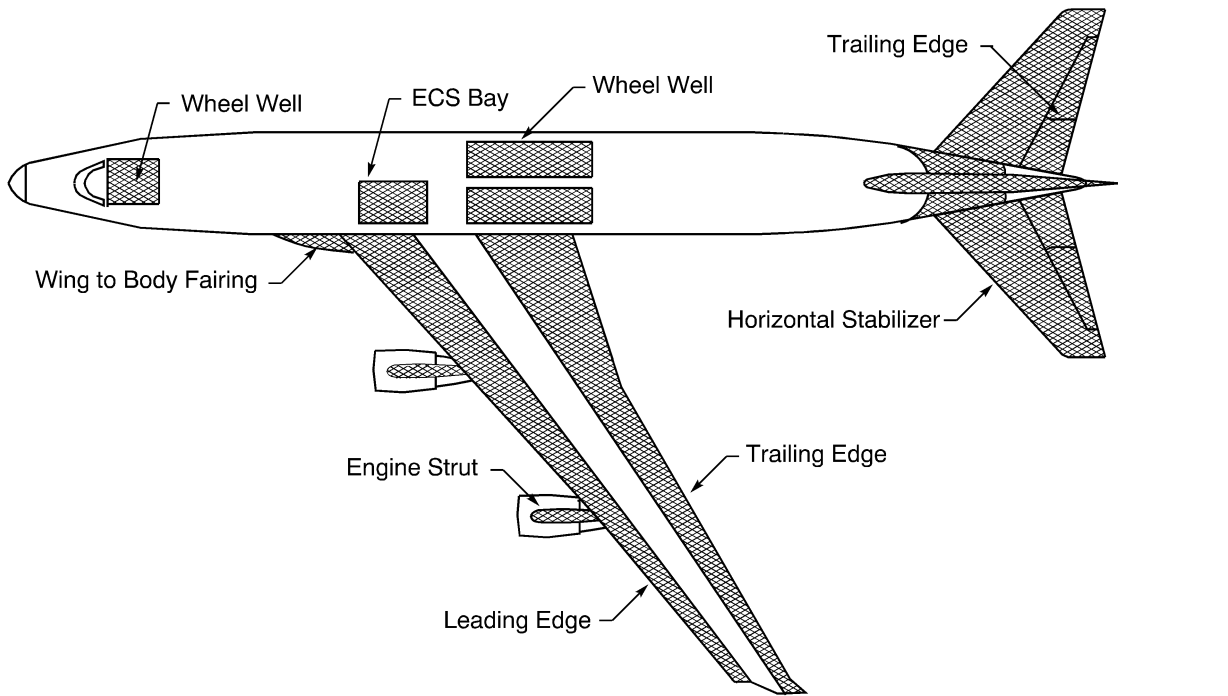 Trailing Edge
Wheel Well
ECS Bay
Wheel Well
Wing to Body Fairing
Horizontal Stabilizer
Trailing Edge
Engine Strut
Leading Edge